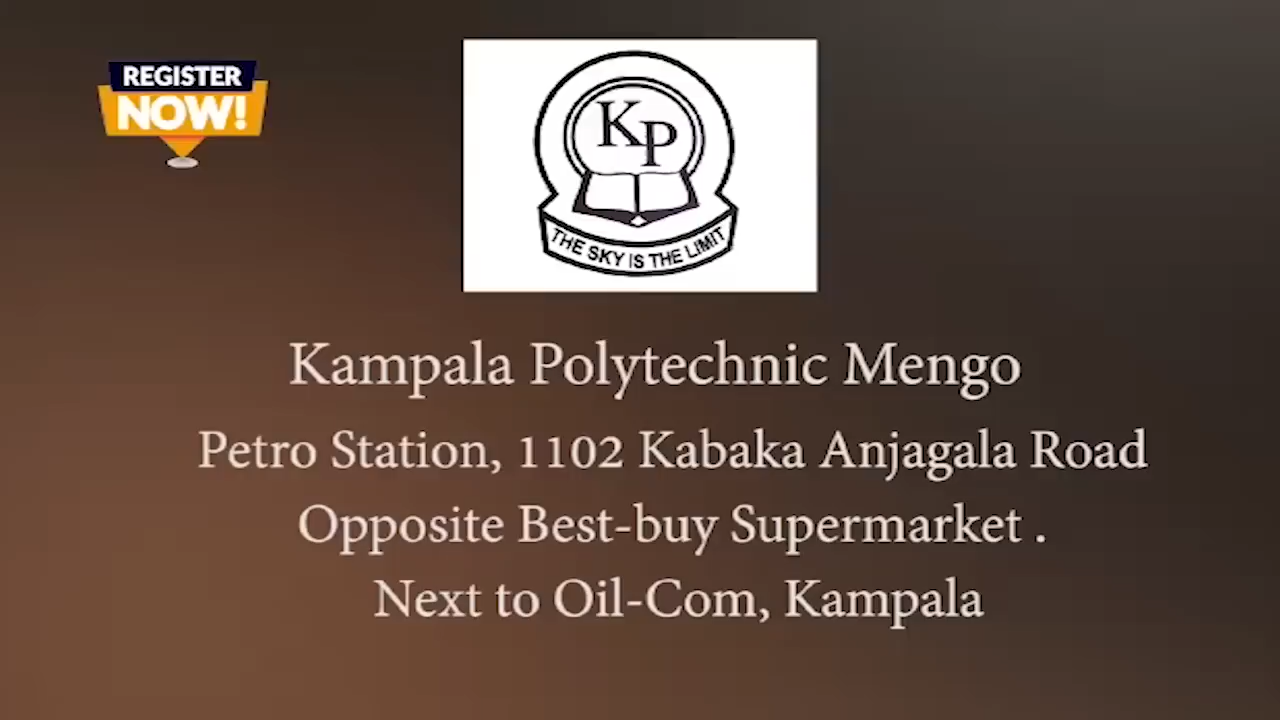 REGISTER
NOW!
KP
THE SKY IS THE LIMIT
Kampala Polytechnic Mengo
Petro Station, 1102 Kabaka Anjagala Road
Opposite Best-buy Supermarket .
Next to Oil-Com, Kampala